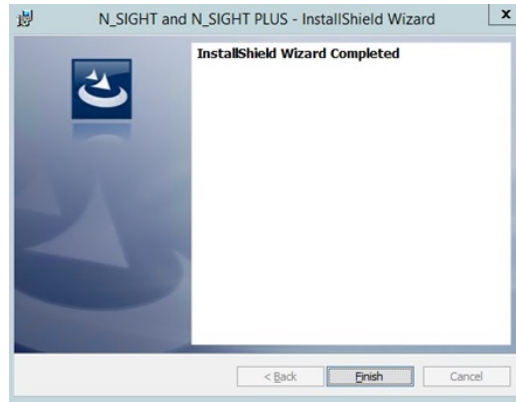 N_SIGHT and N_SIGHT PLUS - InstallShield Wizard
x
InstallShield Wizard Completed
< Back
Finish
Cancel